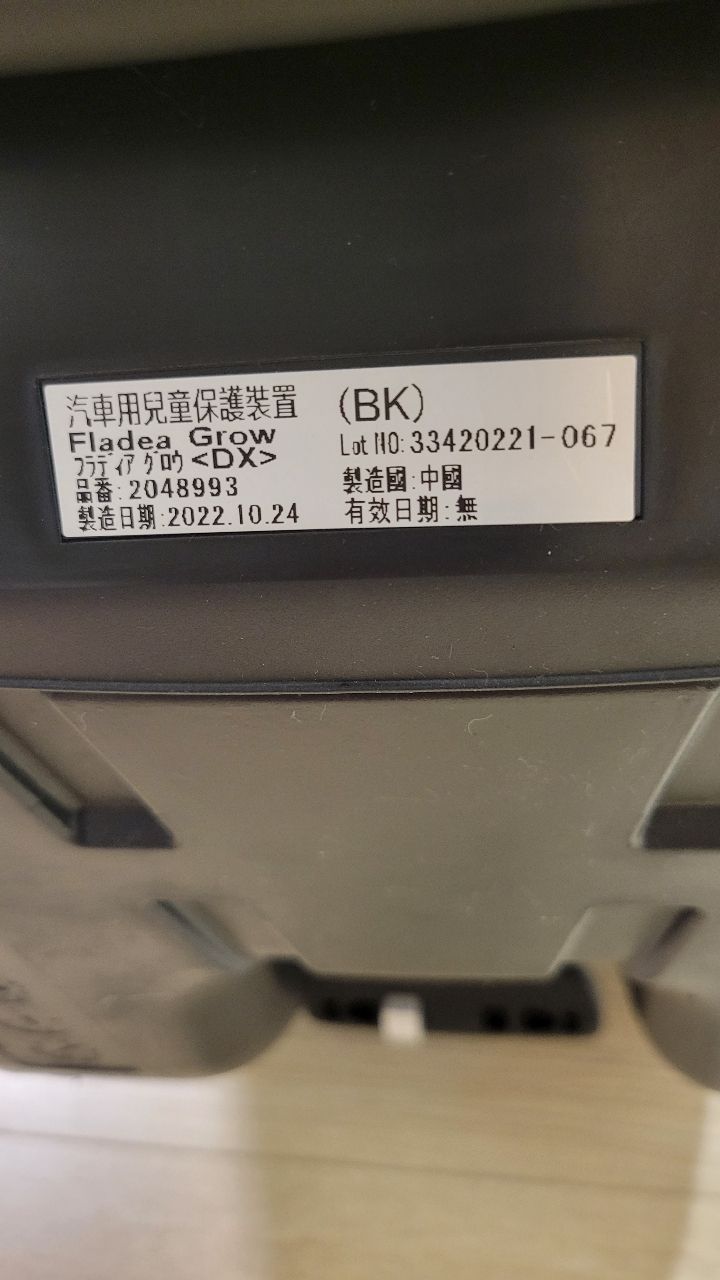 汽車用兒童保護裝置 (BK)
Fladea Grow
フラディア グロウ <DX>
Lot NO: 33420221-067
品番: 2048993
製造國: 中國
製造日期: 2022.10.24
有效日期: 無